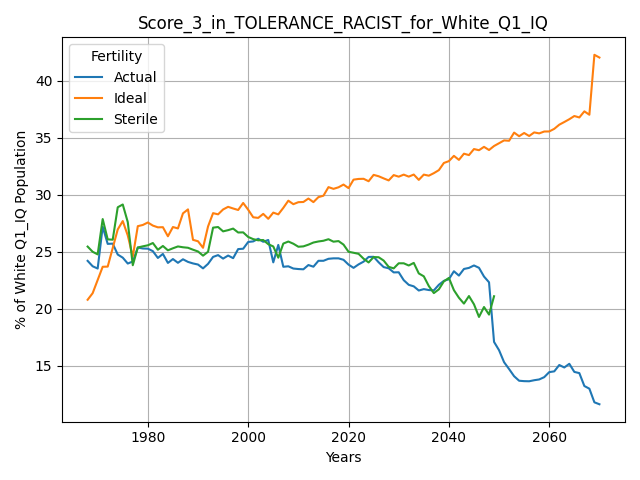 Score_3_in_TOLERANCE_RACIST_for_White_Q1_IQ
Fertility
Actual
Ideal
Sterile
% of White Q1_IQ Population
40
35
30
25
20
15
1980
2000
2020
2040
2060
Years